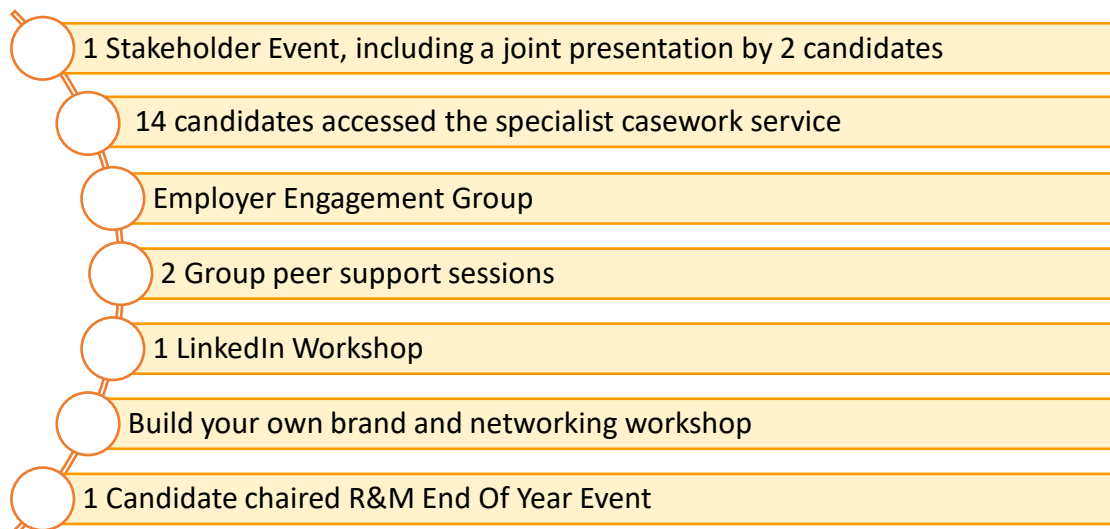 1 Stakeholder Event, including a joint presentation by 2 candidates
14 candidates accessed the specialist casework service
Employer Engagement Group
2 Group peer support sessions
1 LinkedIn Workshop
Build your own brand and networking workshop
1 Candidate chaired R&M End Of Year Event